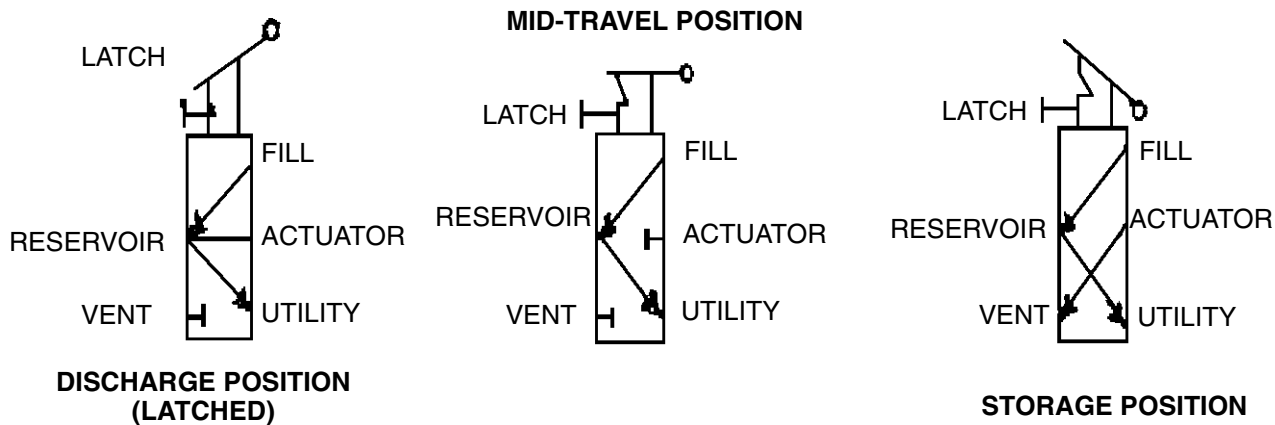 MID-TRAVEL POSITION
LATCH
FILL
RESERVOIR
ACTUATOR
VENT
UTILITY
DISCHARGE POSITION
(LATCHED)
LATCH
FILL
RESERVOIR
ACTUATOR
VENT
UTILITY
LATCH
FILL
RESERVOIR
ACTUATOR
VENT
UTILITY
STORAGE POSITION